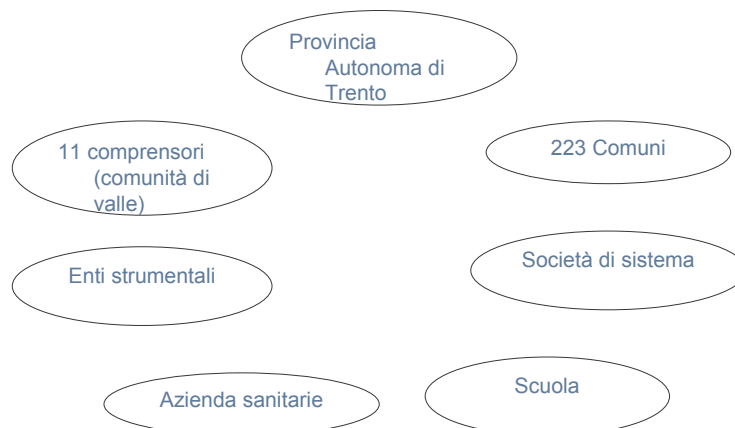 Provincia
Autonoma di
Trento
11 comprensori
(comunità di
valle)
223 Comuni
Enti strumentali
Società di sistema
Azienda sanitarie
Scuola